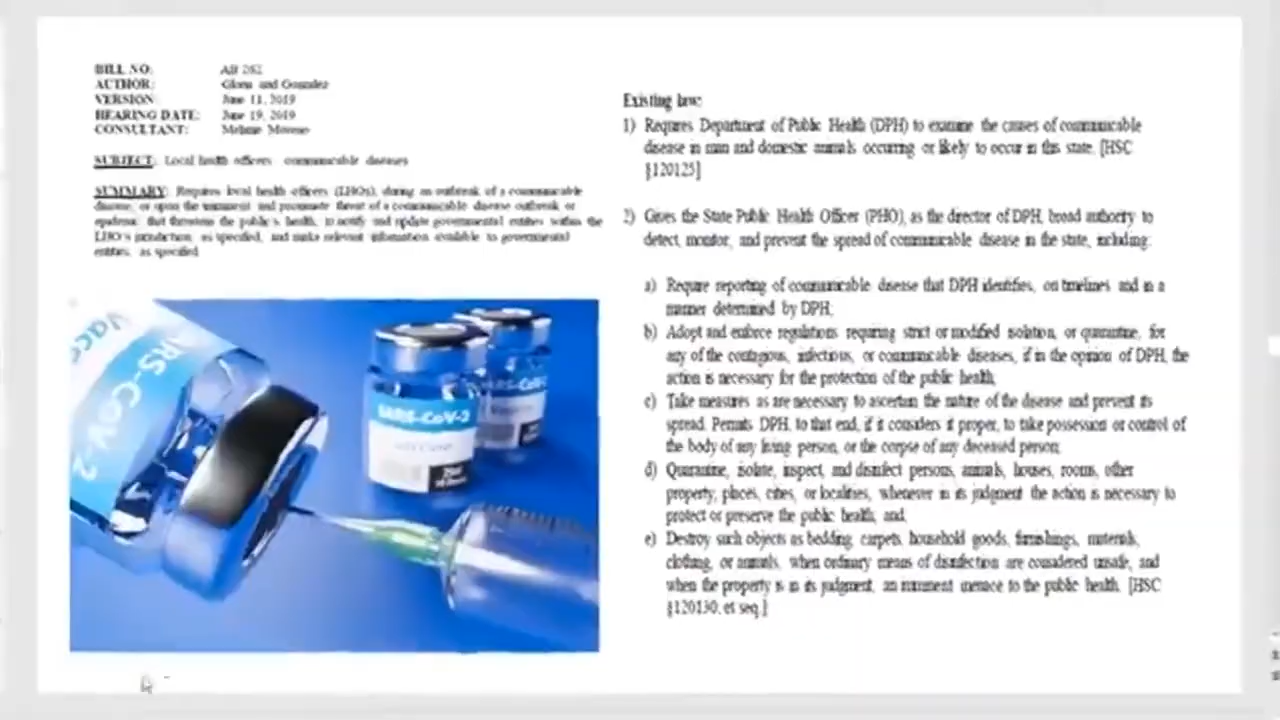 BILL NO: AB 262
AUTHOR: Gloria and Gonzalez
VERSION: June 11, 2019
HEARING DATE: June 19, 2019
CONSULTANT: Melanie Moreno
SUBJECT: Local health officers: communicable diseases
SUMMARY: Requires local health officers (LHOs), during an outbreak of a communicable
disease, or upon the imminent and proximate threat of a communicable disease outbreak or
epidemic that threatens the public's health, to notify and update governmental entities within the
LHO's jurisdiction, as specified, and make relevant information available to governmental
entities, as specified.
Existing law:
1) Requires Department of Public Health (DPH) to examine the causes of communicable
disease in man and domestic animals occurring or likely to occur in this state. [HSC
§120125]
2) Gives the State Public Health Officer (PHO), as the director of DPH, broad authority to
detect, monitor, and prevent the spread of communicable disease in the state, including:
a) Require reporting of communicable disease that DPH identifies, on timelines and in a
manner determined by DPH;
b) Adopt and enforce regulations requiring strict or modified isolation, or quarantine, for
any of the contagious, infectious, or communicable diseases, if in the opinion of DPH, the
action is necessary for the protection of the public health;
c) Take measures as are necessary to ascertain the nature of the disease and prevent its
spread. Permits DPH, to that end, if it considers it proper, to take possession or control of
the body of any living person, or the corpse of any deceased person;
d) Quarantine, isolate, inspect, and disinfect persons, animals, houses, rooms, other
property, places, cities, or localities, whenever in its judgment the action is necessary to
protect or preserve the public health; and,
e) Destroy such objects as bedding, carpets, household goods, furnishings, materials,
clothing, or animals, when ordinary means of disinfection are considered unsafe, and
when the property is in its judgment, an imminent menace to the public health. [HSC
§120130, et seq.]
Vacc
ARS-CoV-2
SARS-CoV-2
ARS-CoV-2